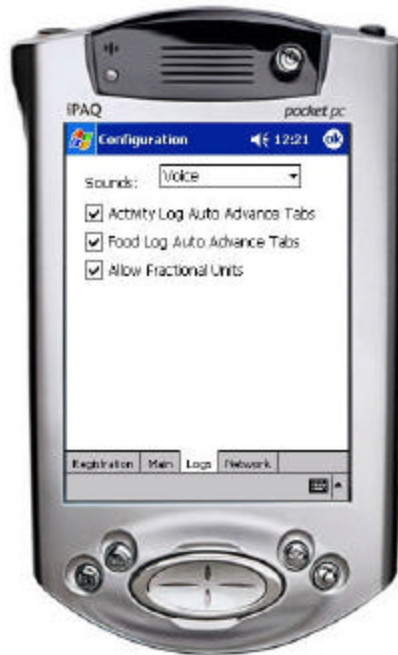 iPAQ pocket pc
Configuration 12:21 ok
Sounds: Voice
Activity Log Auto Advance Tabs
Food Log Auto Advance Tabs
Allow Fractional Units
Registration Main Logs Network